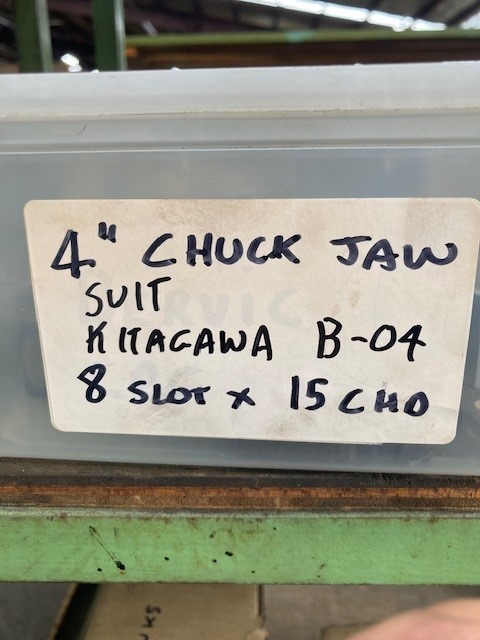 4" CHUCK JAW
SUIT
KITAGAWA B-04
8 SLOT x 15 CHD